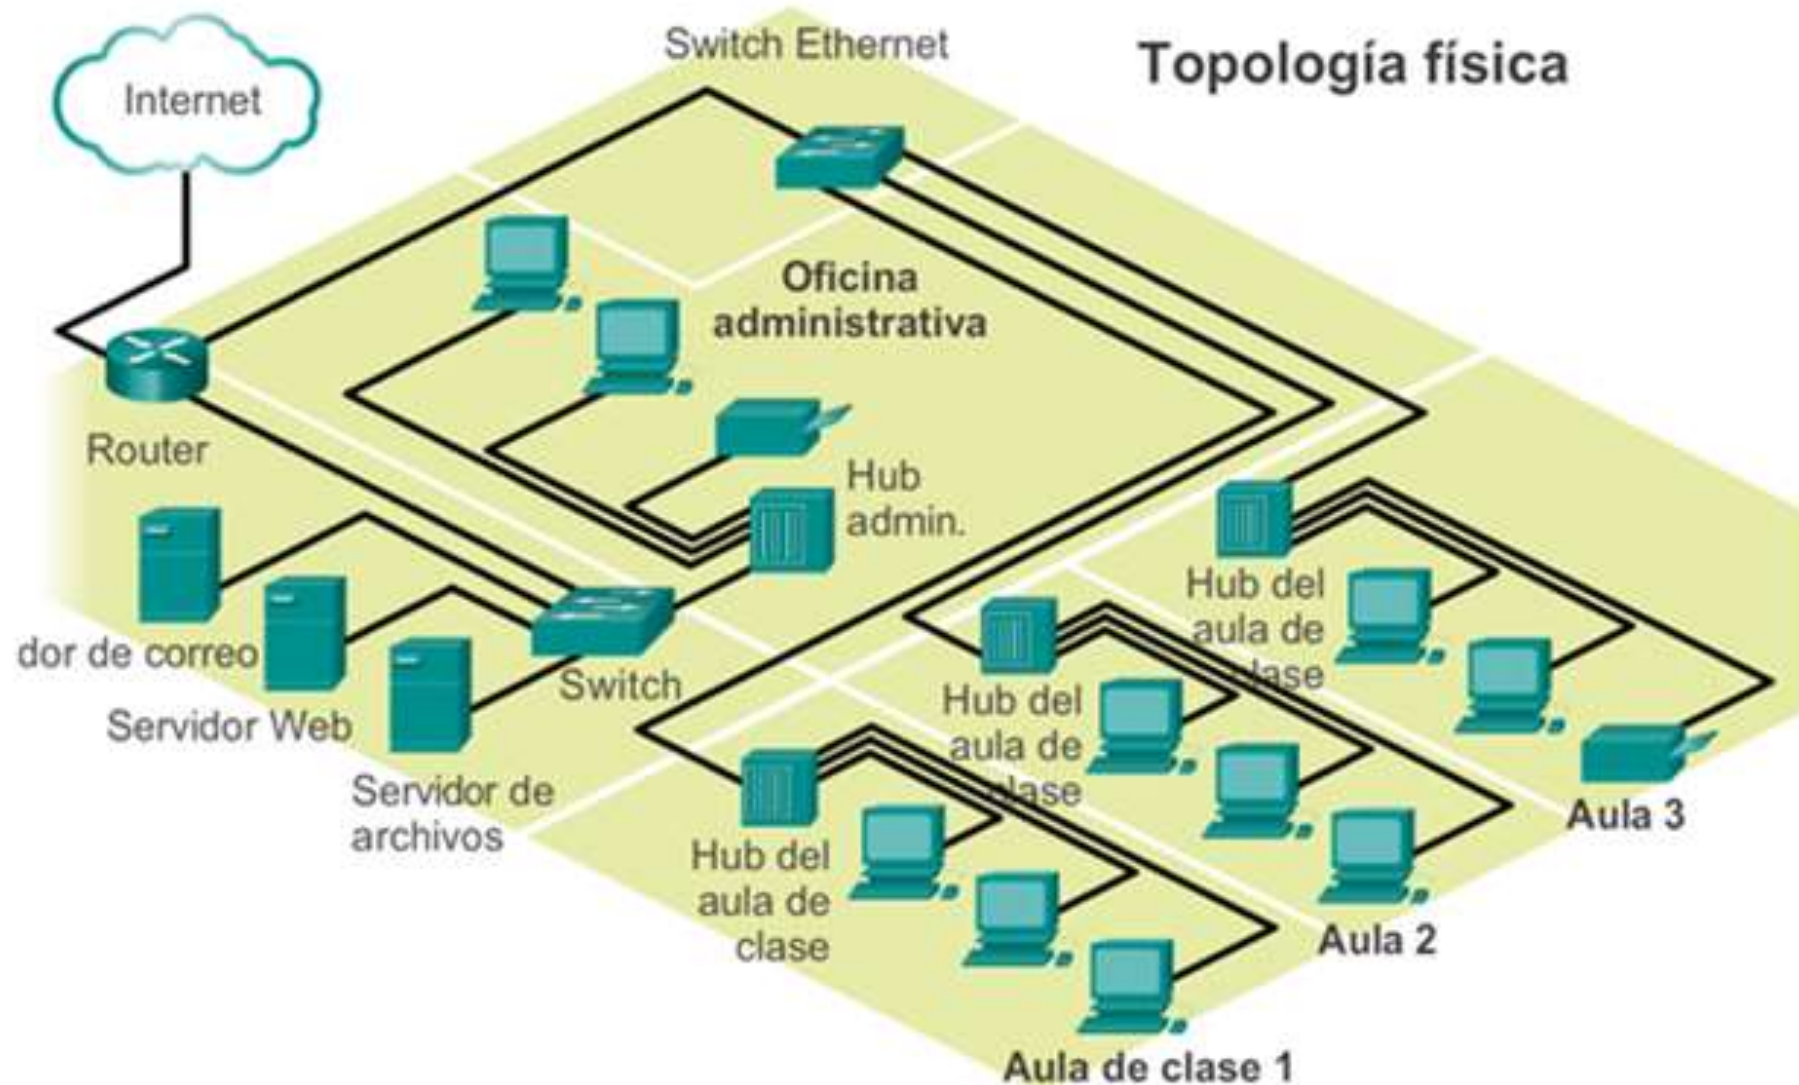 Switch Ethernet
Topología física
Internet
Oficina
administrativa
Router
Hub
admin.
dor de correo
Servidor Web
Servidor de
archivos
Switch
Hub del
aula de
clase
Hub del
aula de
clase
Hub del
aula de
clase
Aula 3
Aula 2
Aula de clase 1